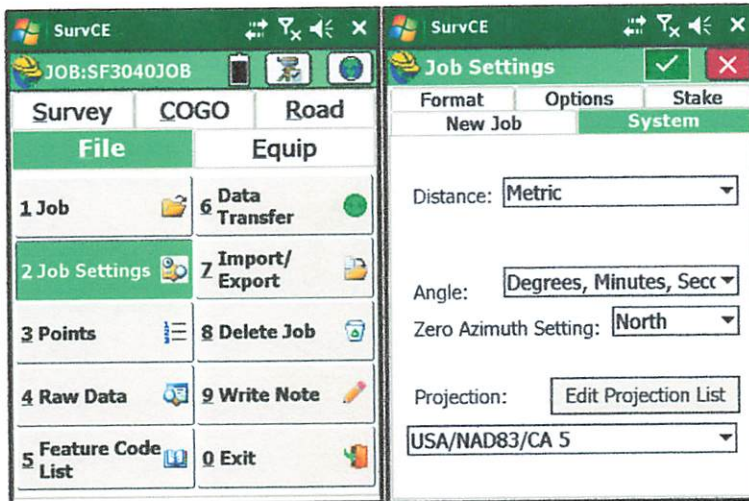 SurvCE
JOB:SF3040JOB
Survey COGO Road
File Equip
1 Job
6 Data Transfer
2 Job Settings
7 Import/ Export
3 Points
8 Delete Job
4 Raw Data
9 Write Note
5 Feature Code List
0 Exit
SurvCE
Job Settings
Format Options Stake
New Job System
Distance: Metric
Angle: Degrees, Minutes, Secc
Zero Azimuth Setting: North
Projection: Edit Projection List
USA/NAD83/CA 5